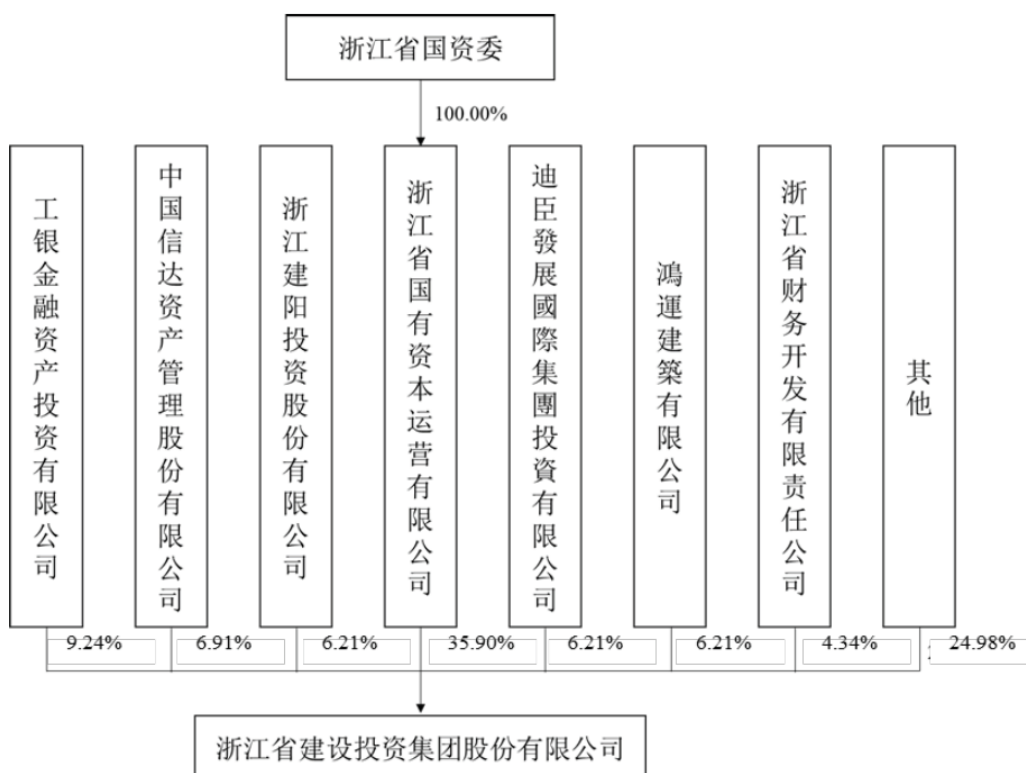 浙江省国资委
100.00%
工银金融资产投资有限公司
中国信达资产管理股份有限公司
浙江建阳投资股份有限公司
浙江省国有资本运营有限公司
迪臣發展國際集團投資有限公司
鴻運建築有限公司
浙江省财务开发有限责任公司
其他
9.24%
6.91%
6.21%
35.90%
6.21%
6.21%
4.34%
24.98%
浙江省建设投资集团股份有限公司